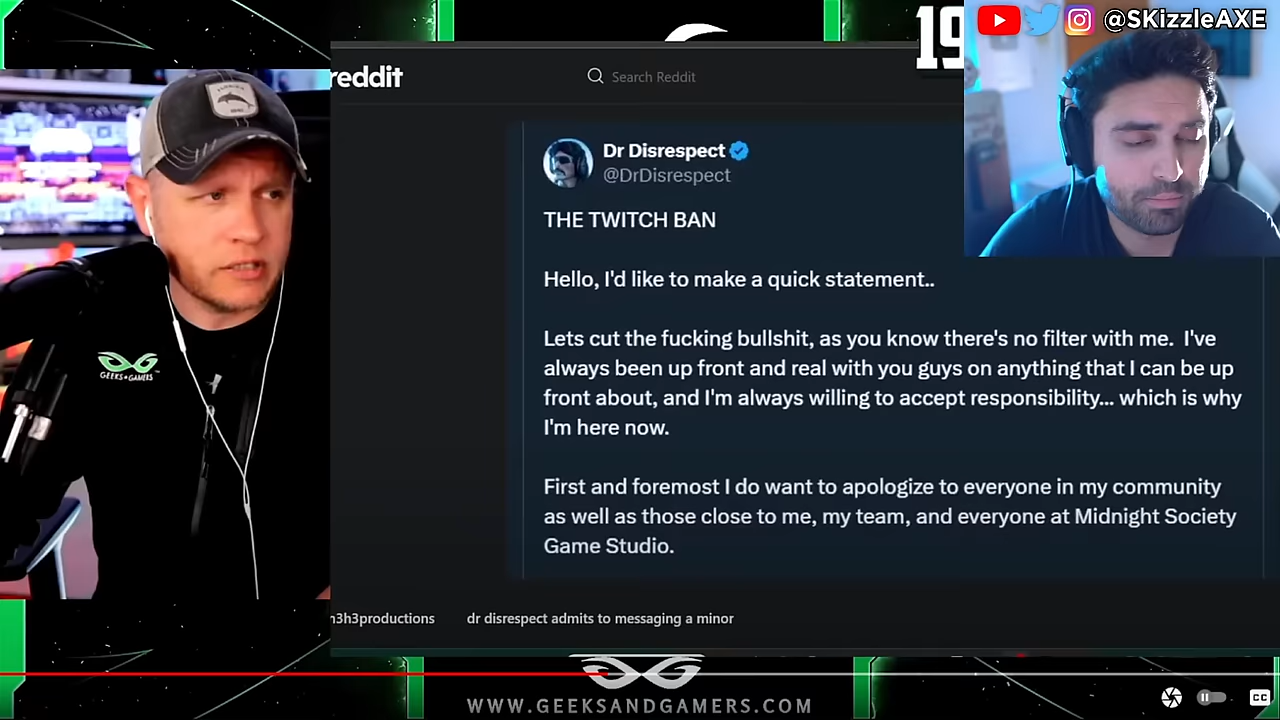 19
@SKizzleAXE
reddit
Search Reddit
Dr Disrespect
@DrDisrespect
THE TWITCH BAN
Hello, I'd like to make a quick statement..
Lets cut the fucking bullshit, as you know there's no filter with me. I've
always been up front and real with you guys on anything that I can be up
front about, and I'm always willing to accept responsibility... which is why
I'm here now.
First and foremost I do want to apologize to everyone in my community
as well as those close to me, my team, and everyone at Midnight Society
Game Studio.
h3h3productions
dr disrespect admits to messaging a minor
GEEKS+GAMERS
WWW.GEEKSANDGAMERS.COM
CC